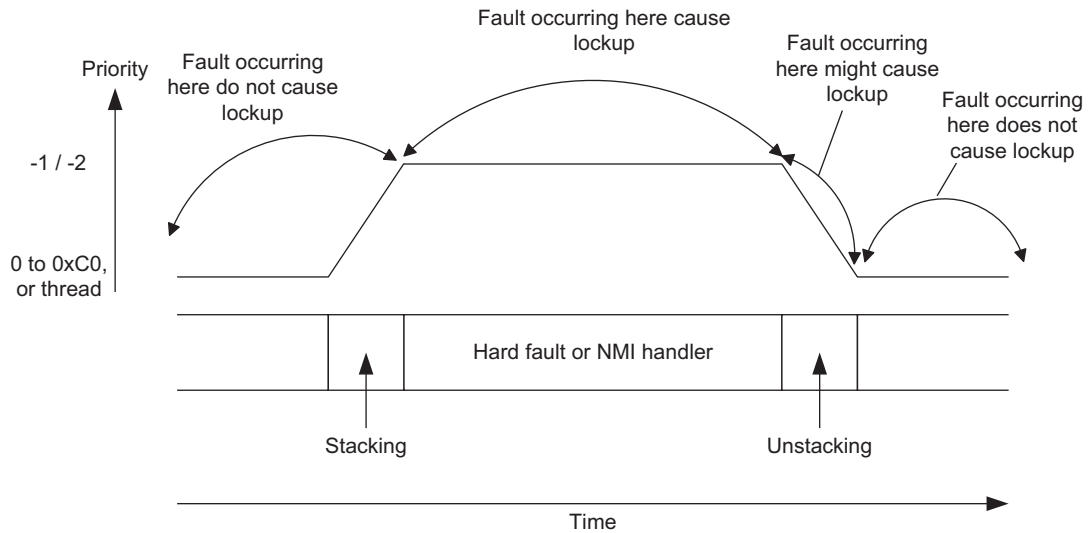 Fault occurring here cause
lockup
Fault occurring
here do not cause
lockup
Fault occurring
here might cause
lockup
Fault occurring
here does not
cause lockup
Priority
-1 / -2
0 to 0xC0,
or thread
Hard fault or NMI handler
Stacking
Unstacking
Time